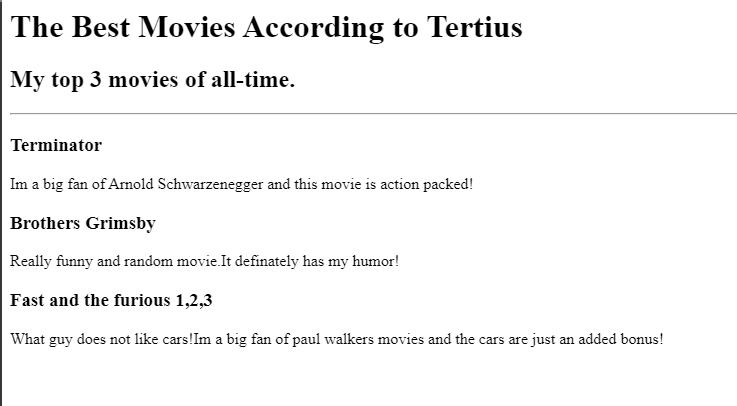 The Best Movies According to Tertius
My top 3 movies of all-time.
Terminator
Im a big fan of Arnold Schwarzenegger and this movie is action packed!
Brothers Grimsby
Really funny and random movie.It definately has my humor!
Fast and the furious 1,2,3
What guy does not like cars!Im a big fan of paul walkers movies and the cars are just an added bonus!